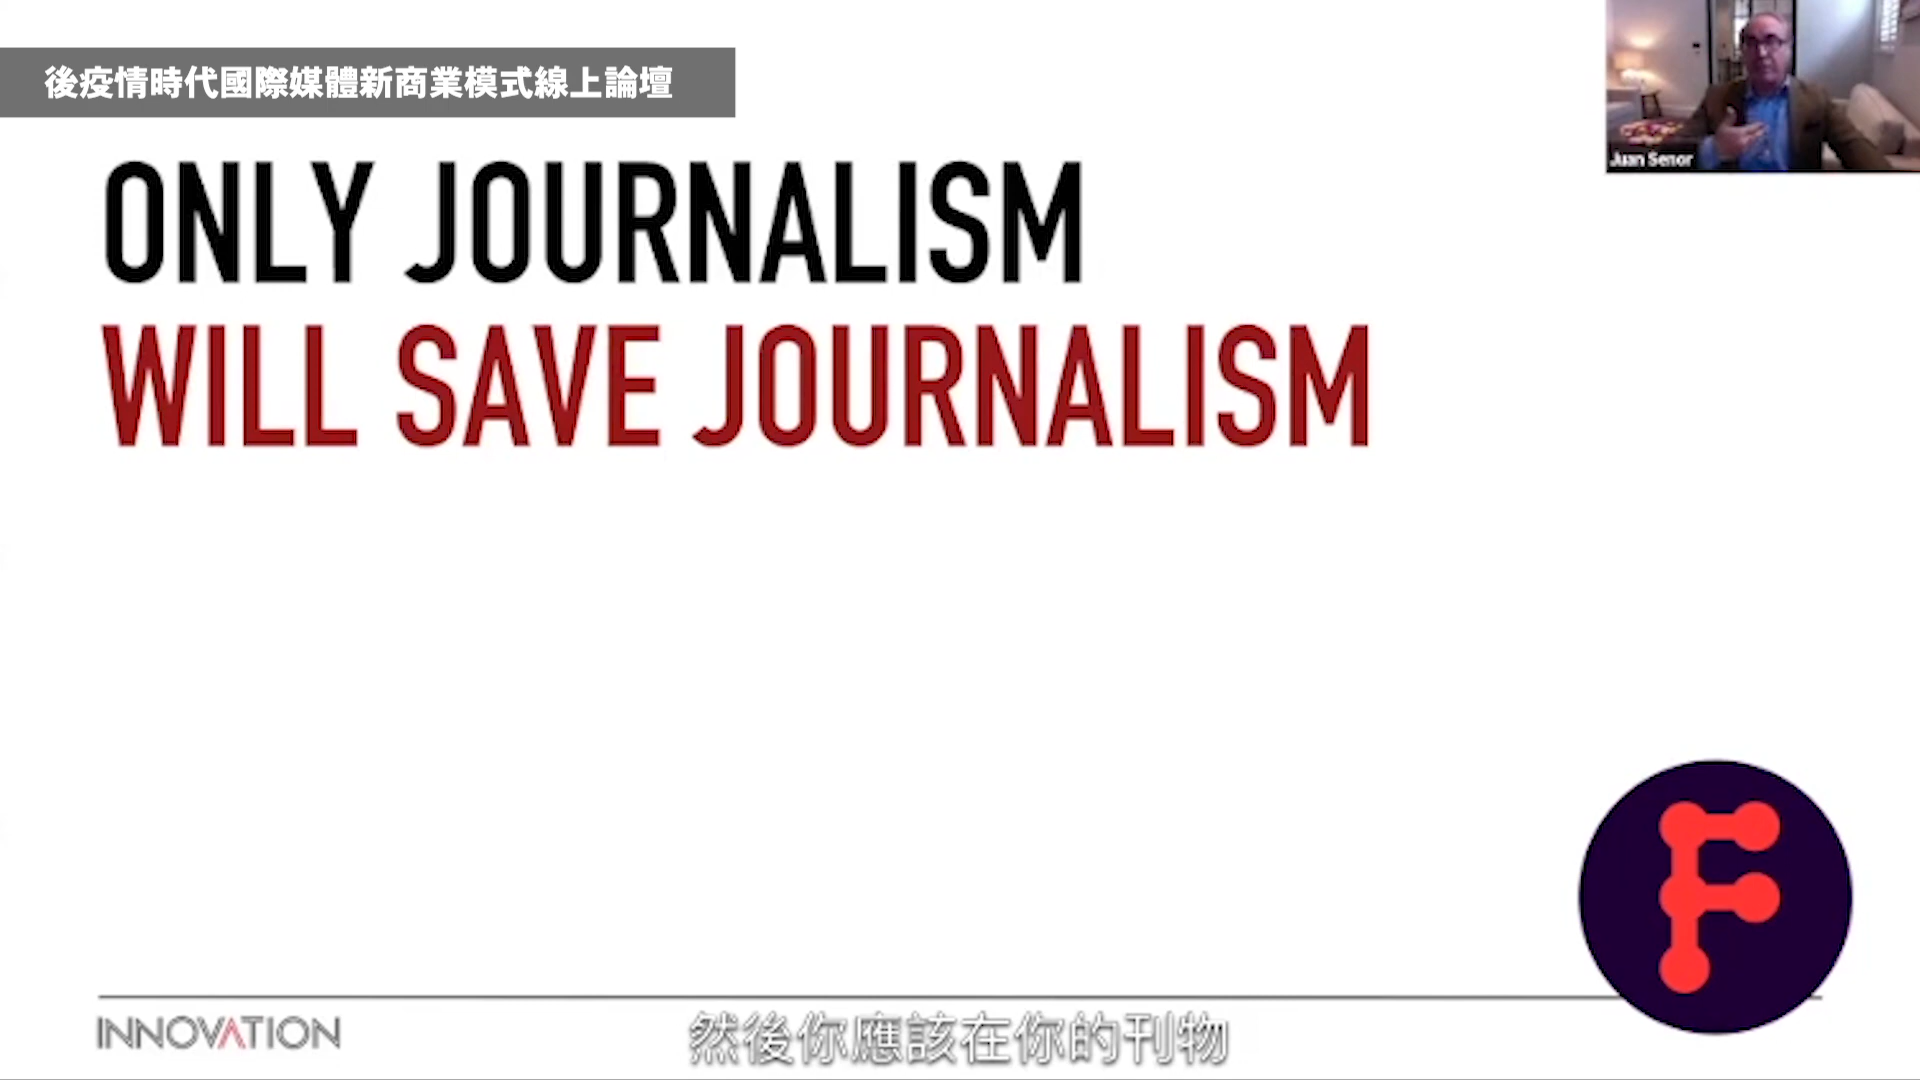 後疫情時代國際媒體新商業模式線上論壇
Juan Senor
ONLY JOURNALISM
WILL SAVE JOURNALISM
F
INNOVATION
然後你應該在你的刊物